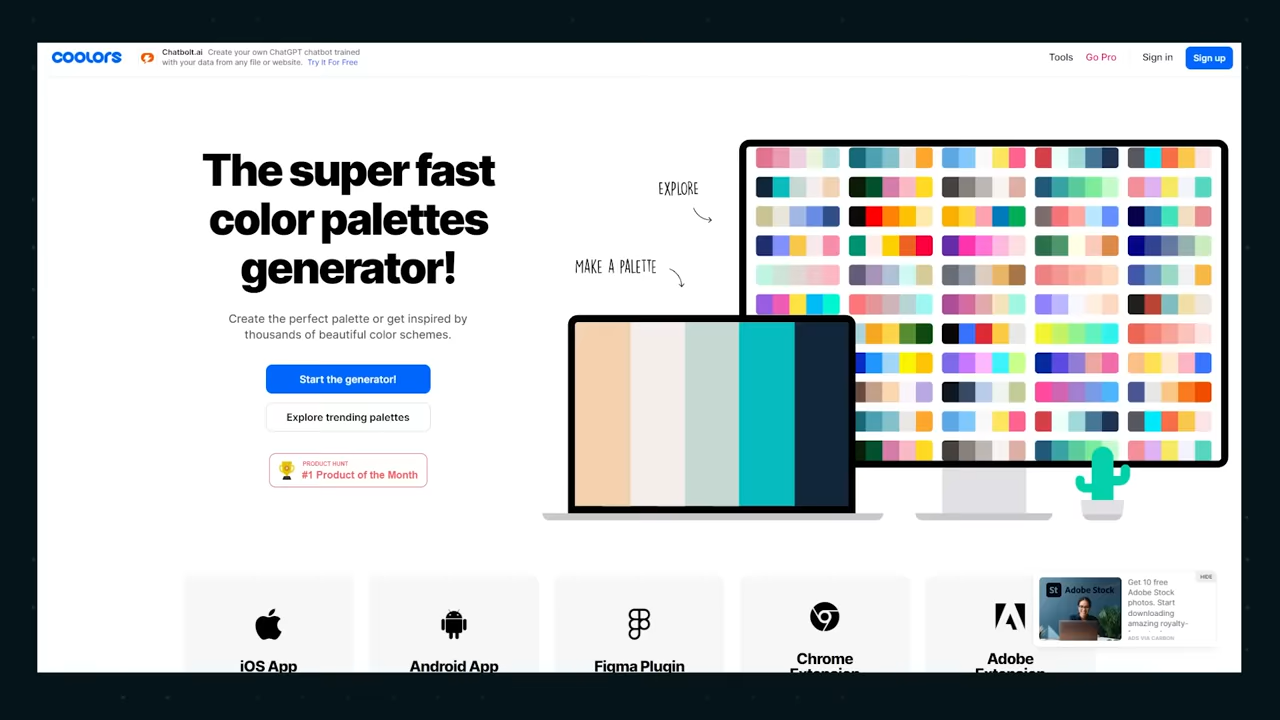 coolors
Chatbolt.ai Create your own ChatGPT chatbot trained
with your data from any file or website. Try It For Free
Tools
Go Pro
Sign in
Sign up
The super fast
color palettes
generator!
Create the perfect palette or get inspired by
thousands of beautiful color schemes.
Start the generator!
Explore trending palettes
PRODUCT HUNT
#1 Product of the Month
EXPLORE
MAKE A PALETTE
iOS App
Android App
Figma Plugin
Chrome
Extension
Adobe
Extension
HIDE
St Adobe Stock
Get 10 free
Adobe Stock
photos. Start
downloading
amazing royalty-
ADS VIA CARBON